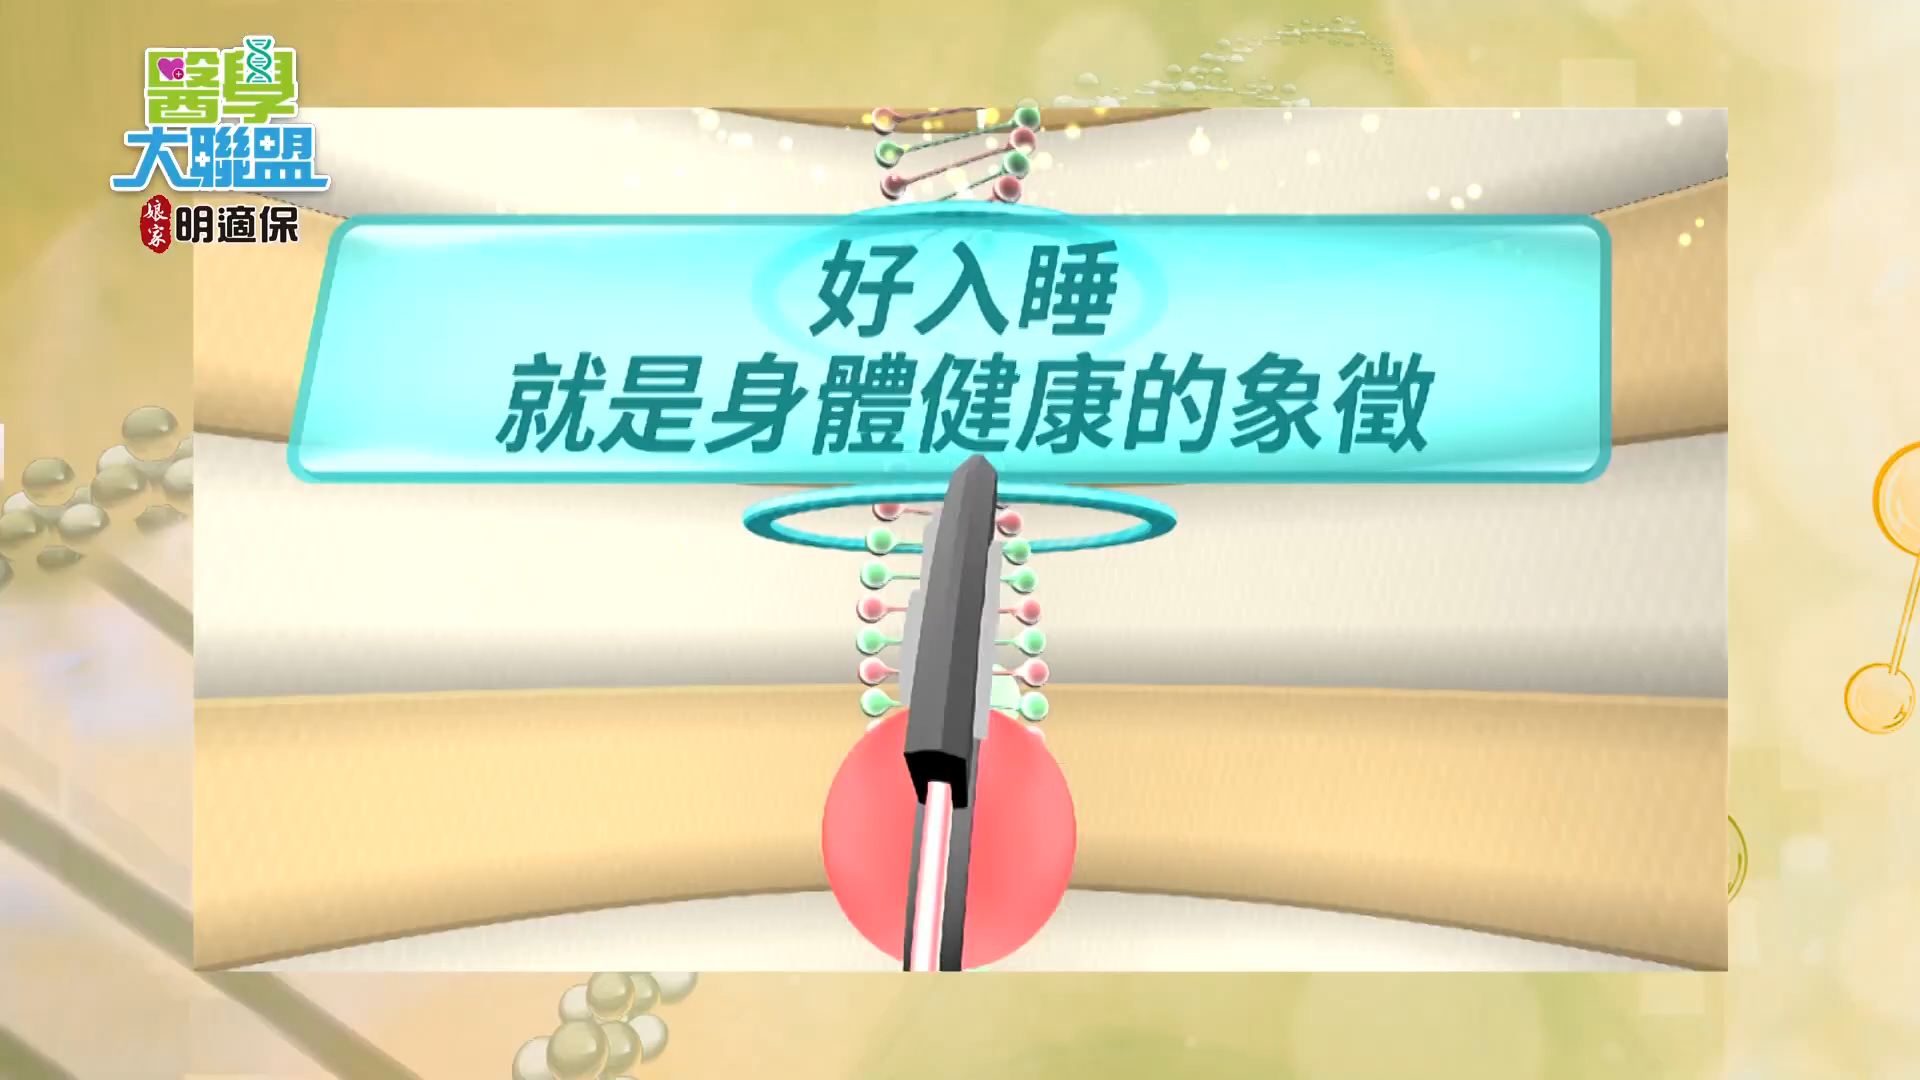 醫學
大聯盟
娘家
明適保
好入睡
就是身體健康的象徵